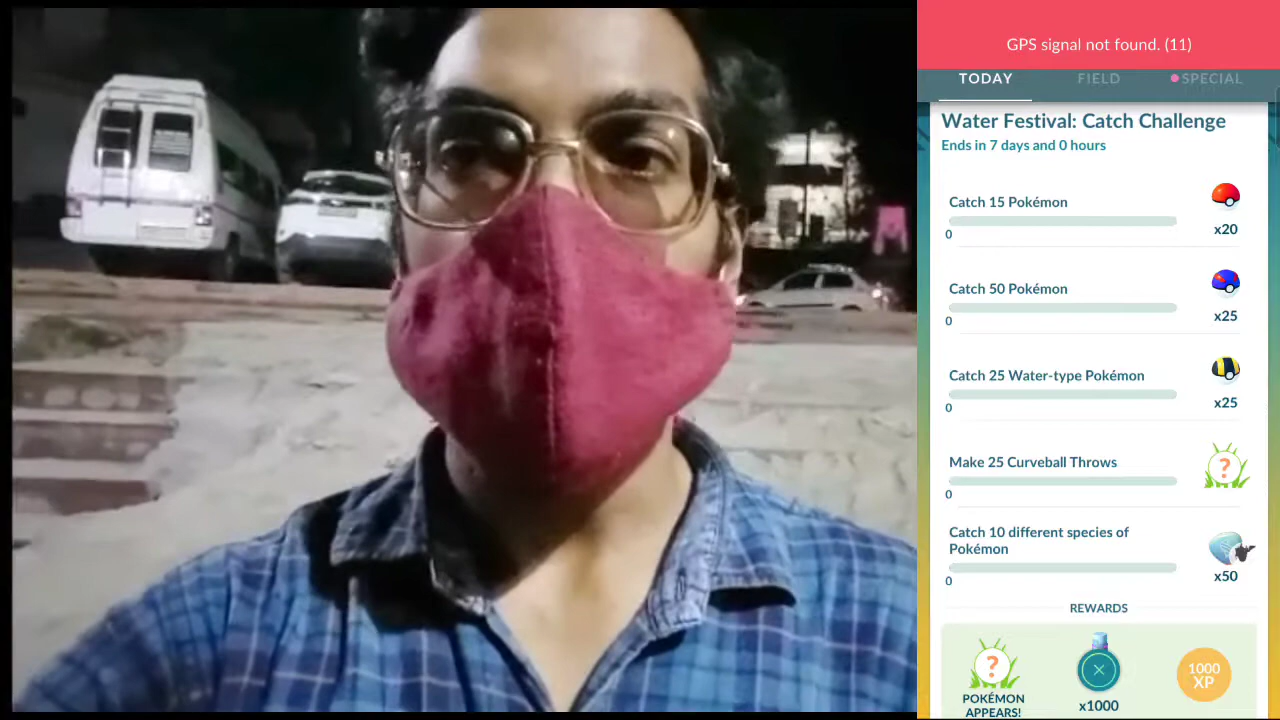 GPS signal not found. (11)
TODAY
FIELD
SPECIAL
Water Festival: Catch Challenge
Ends in 7 days and 0 hours
Catch 15 Pokémon
0
x20
Catch 50 Pokémon
0
x25
Catch 25 Water-type Pokémon
0
x25
Make 25 Curveball Throws
0
?
Catch 10 different species of
Pokémon
0
x50
REWARDS
?
POKÉMON
APPEARS!
x1000
1000
XP